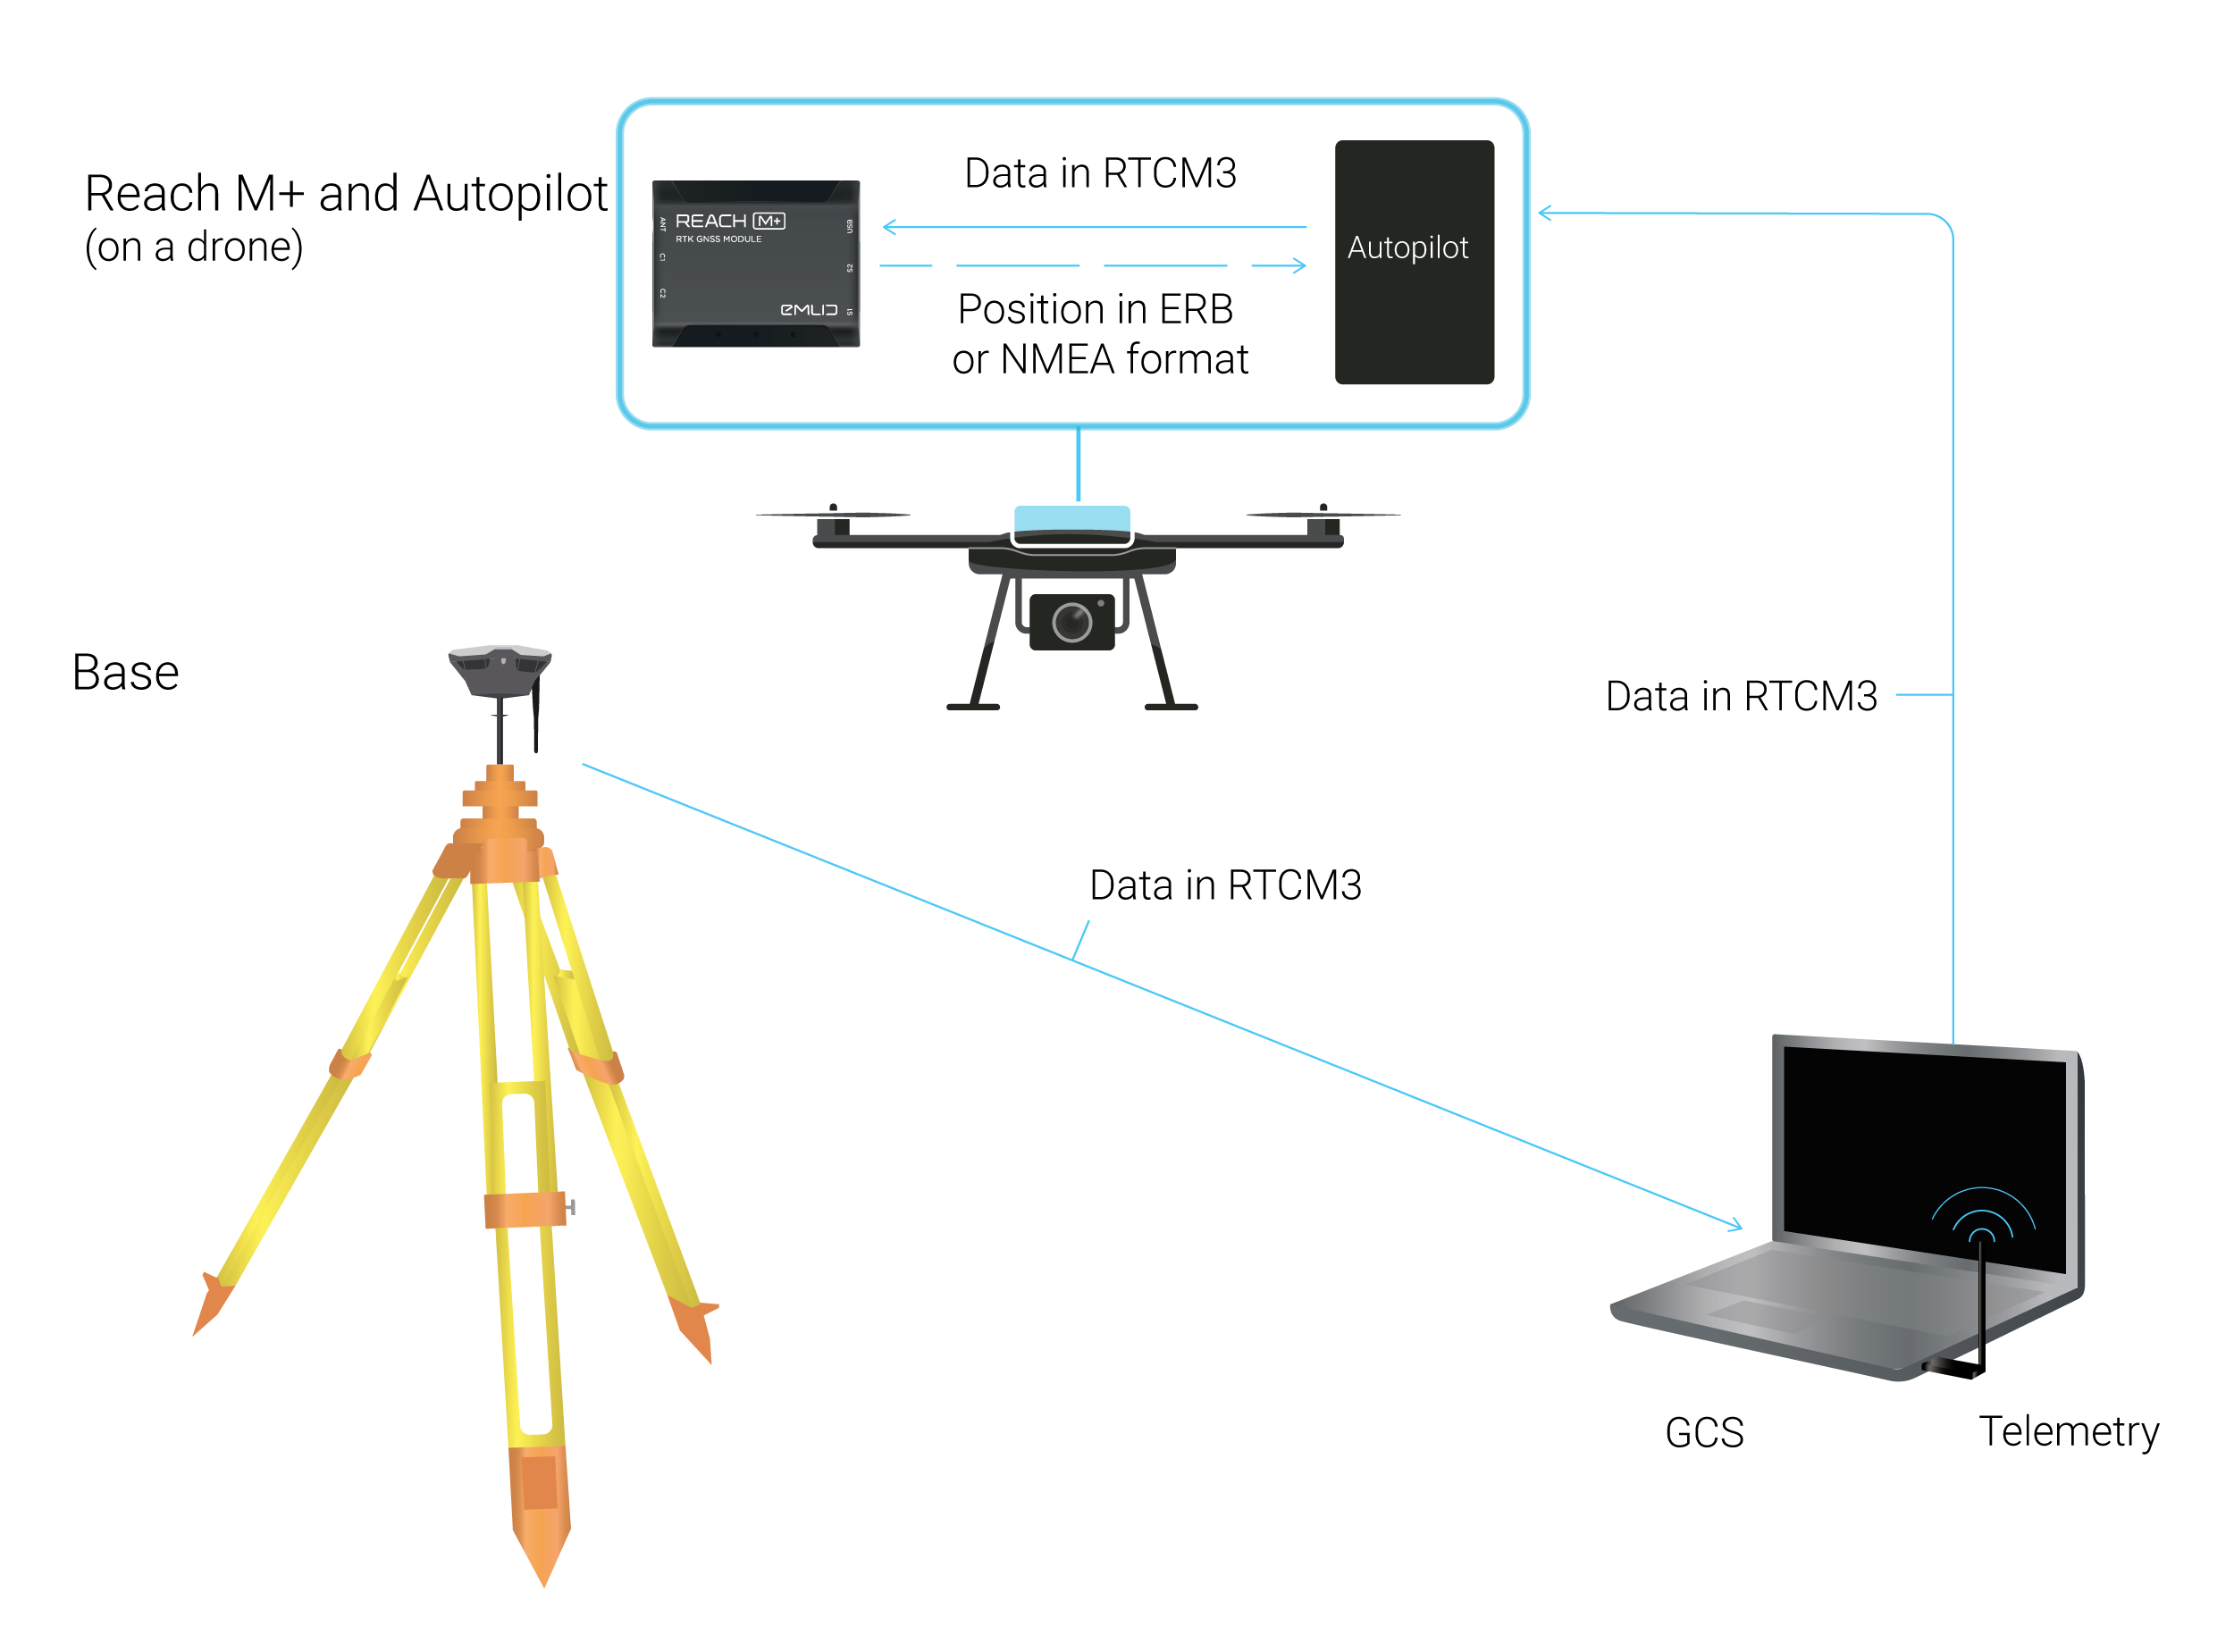 Reach M+ and Autopilot
(on a drone)
REACH M+
RTK GNSS MODULE
ANT
C1
C2
USB
S2
S1
EMLID
Data in RTCM3
Position in ERB
or NMEA format
Autopilot
Base
Data in RTCM3
Data in RTCM3
GCS
Telemetry